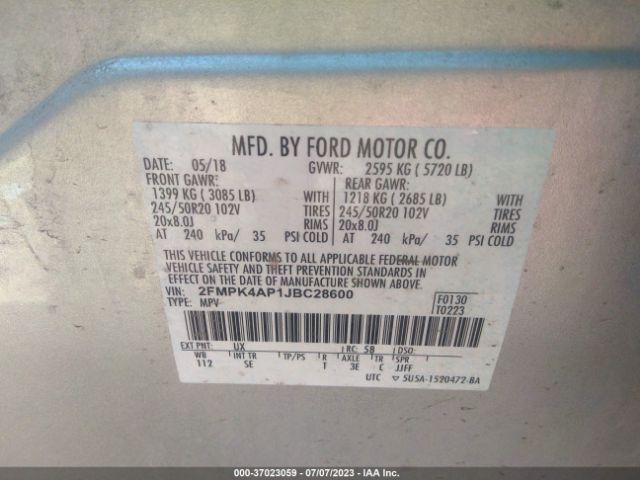 MFD. BY FORD MOTOR CO.
DATE: 05/18 GVWR: 2595 KG ( 5720 LB)
FRONT GAWR: REAR GAWR:
1399 KG ( 3085 LB) WITH 1218 KG ( 2685 LB) WITH
245/50R20 102V TIRES 245/50R20 102V TIRES
20x8.0J RIMS 20x8.0J RIMS
AT 240 kPa/ 35 PSI COLD AT 240 kPa/ 35 PSI COLD
THIS VEHICLE CONFORMS TO ALL APPLICABLE FEDERAL MOTOR
VEHICLE SAFETY AND THEFT PREVENTION STANDARDS IN
EFFECT ON THE DATE OF MANUFACTURE SHOWN ABOVE.
VIN: 2FMPK4AP1JBC28600 F0130
TYPE: MPV T0223
EXT PNT: UX RC: 58 DSO:
WB INT TR TP/PS R AXLE TR SPR
112 SE 1 3E C JJFF
UTC ▽ 5U5A-1520472-BA
000-37023059 - 07/07/2023 - IAA Inc.